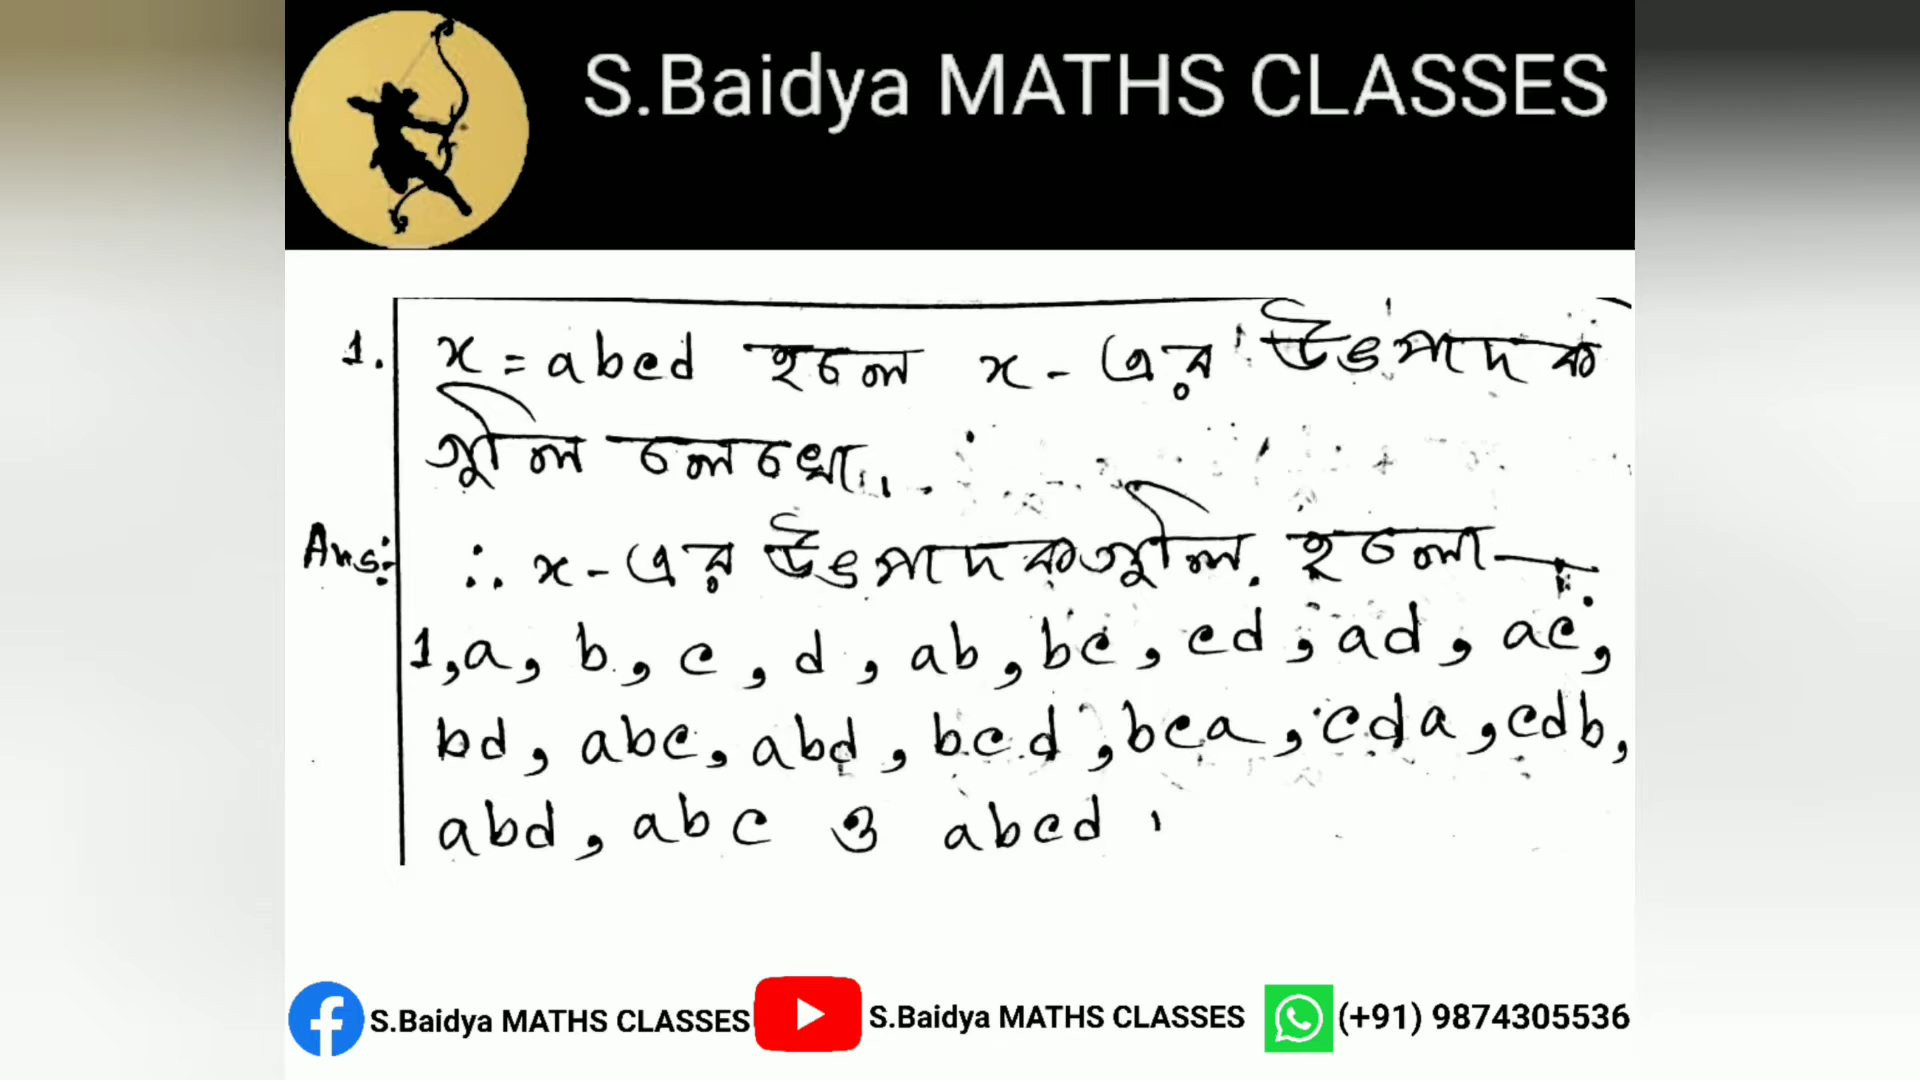 S.Baidya MATHS CLASSES
1. x = abcd হলে x - এর উৎপাদক
গুলি লেখো।
Ans:- ∴ x - এর উৎপাদকগুলি হলো —
1, a, b, c, d, ab, bc, cd, ad, ac,
bd, abc, abd, bcd, bca, cda, cdb,
abd, abc ও abcd ।
S.Baidya MATHS CLASSES S.Baidya MATHS CLASSES (+91) 9874305536